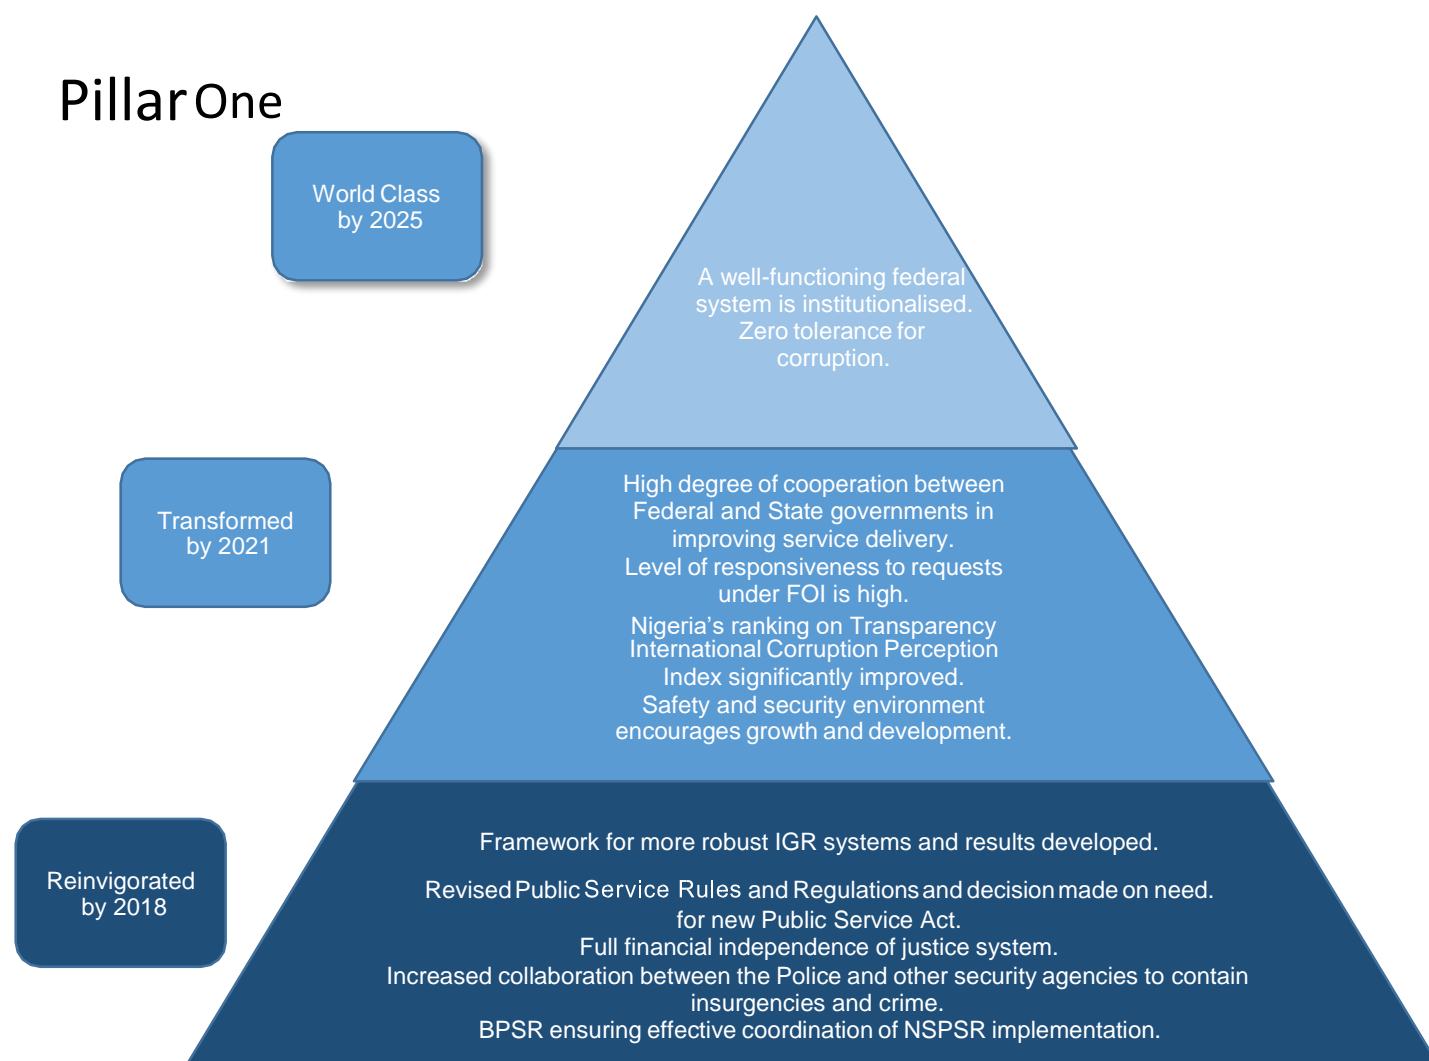 Pillar One
World Class
by 2025
A well-functioning federal
system is institutionalised.
Zero tolerance for
corruption.
Transformed
by 2021
High degree of cooperation between
Federal and State governments in
improving service delivery.
Level of responsiveness to requests
under FOI is high.
Nigeria’s ranking on Transparency
International Corruption Perception
Index significantly improved.
Safety and security environment
encourages growth and development.
Reinvigorated
by 2018
Framework for more robust IGR systems and results developed.
Revised Public Service Rules and Regulations and decision made on need.
for new Public Service Act.
Full financial independence of justice system.
Increased collaboration between the Police and other security agencies to contain
insurgencies and crime.
BPSR ensuring effective coordination of NSPSR implementation.